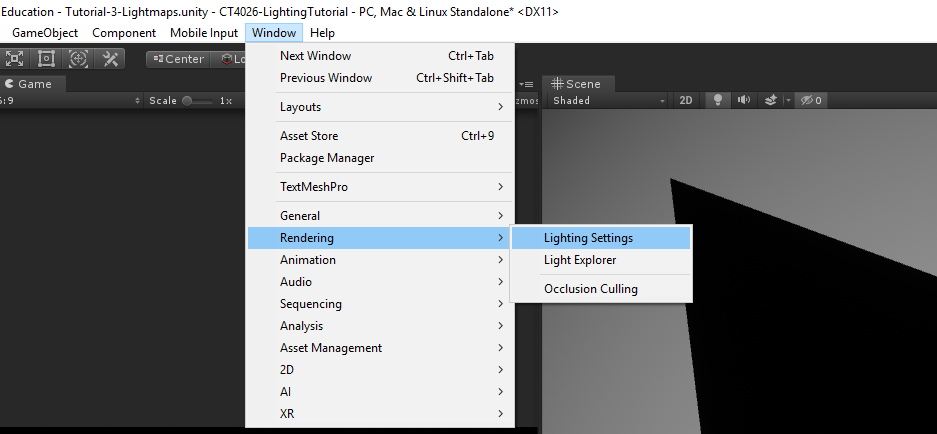 Education - Tutorial-3-Lightmaps.unity - CT4026-LightingTutorial - PC, Mac & Linux Standalone* <DX11>
GameObject Component Mobile Input Window Help
Center Lo
Game
:9 Scale 1x
zmos
Next Window Ctrl+Tab
Previous Window Ctrl+Shift+Tab
Layouts
Asset Store Ctrl+9
Package Manager
TextMeshPro
General
Rendering
Animation
Audio
Sequencing
Analysis
Asset Management
2D
AI
XR
Lighting Settings
Light Explorer
Occlusion Culling
Scene
Shaded 2D 0